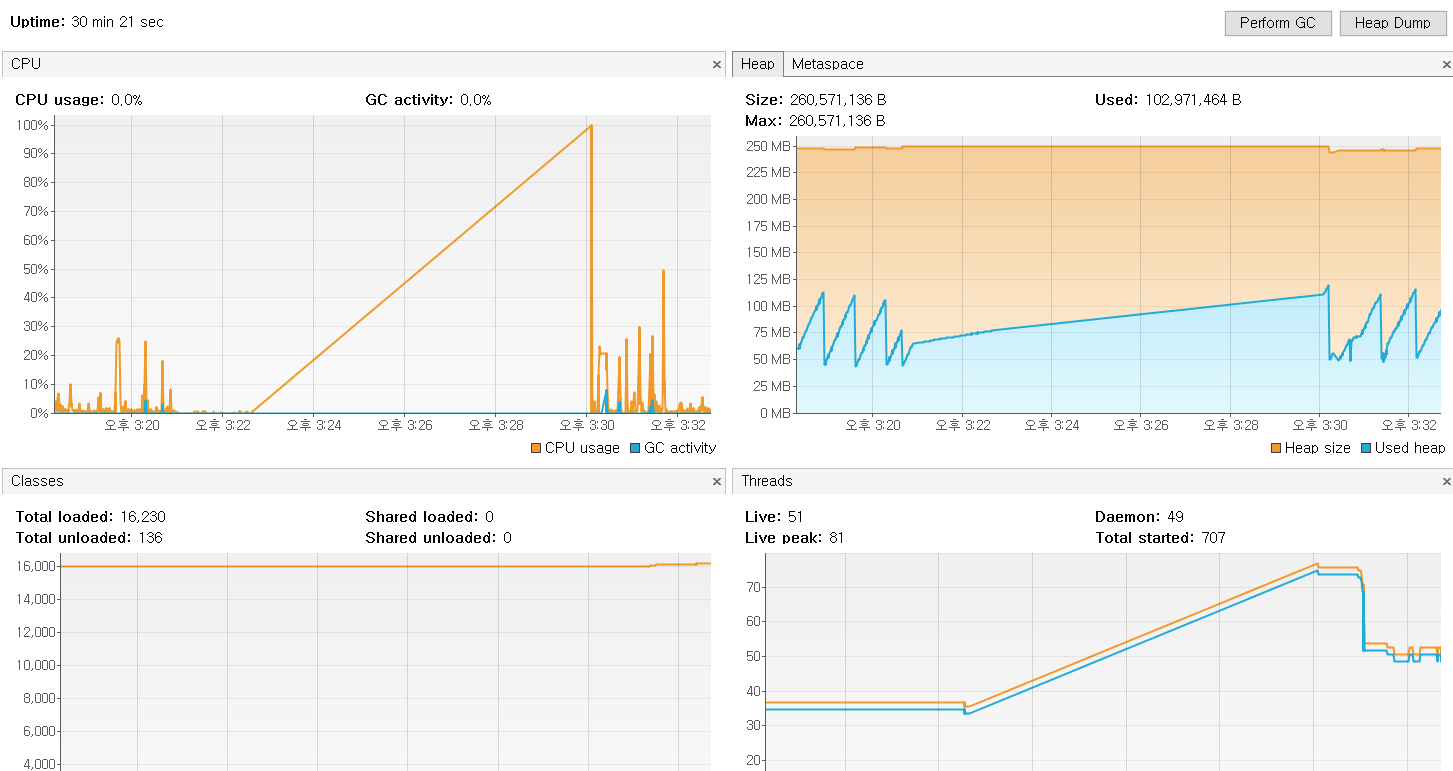 Uptime: 30 min 21 sec
Perform GC
Heap Dump
CPU
CPU usage: 0,0%
GC activity: 0,0%
100%
90%
80%
70%
60%
50%
40%
30%
20%
10%
0%
오후 3:20
오후 3:22
오후 3:24
오후 3:26
오후 3:28
오후 3:30
오후 3:32
CPU usage
GC activity
Heap
Metaspace
Size: 260,571,136 B
Used: 102,971,464 B
Max: 260,571,136 B
250 MB
225 MB
200 MB
175 MB
150 MB
125 MB
100 MB
75 MB
50 MB
25 MB
0 MB
오후 3:20
오후 3:22
오후 3:24
오후 3:26
오후 3:28
오후 3:30
오후 3:32
Heap size
Used heap
Classes
Total loaded: 16,230
Shared loaded: 0
Total unloaded: 136
Shared unloaded: 0
16,000
14,000
12,000
10,000
8,000
6,000
4,000
Threads
Live: 51
Daemon: 49
Live peak: 81
Total started: 707
70
60
50
40
30
20